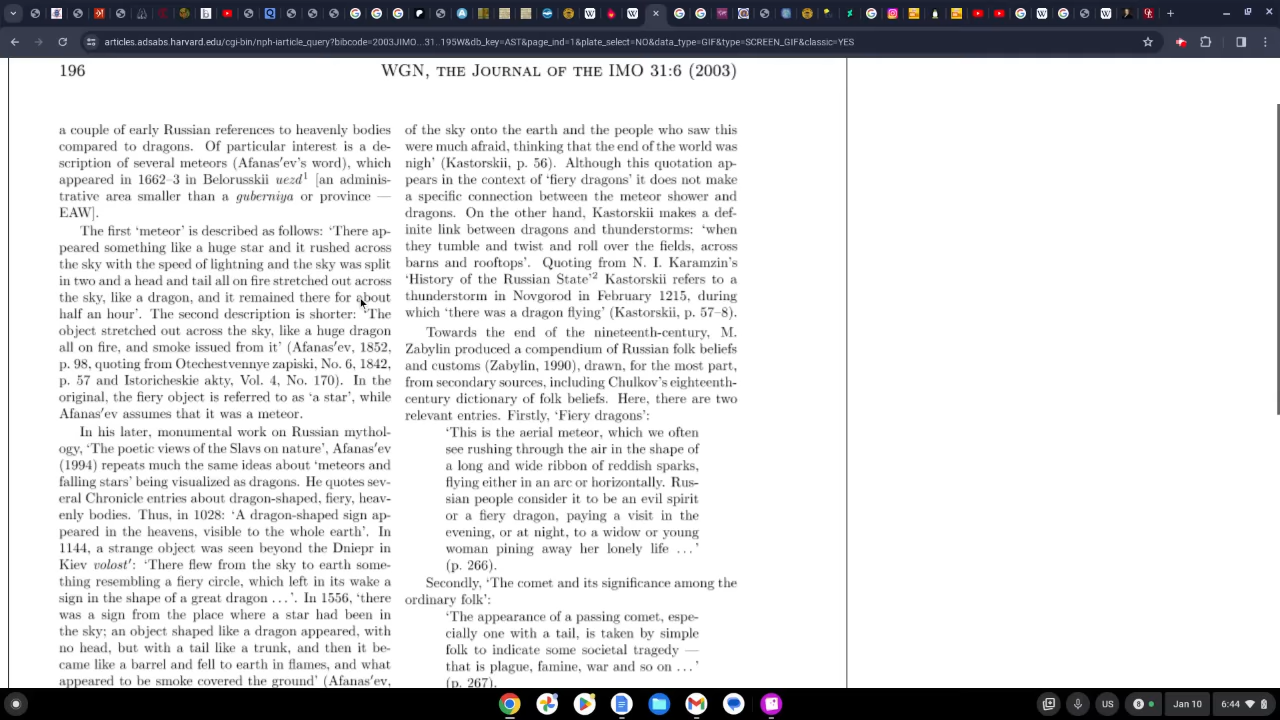 articles.adsabs.harvard.edu/cgi-bin/nph-iarticle_query?bibcode=2003JIMO...31..195W&db_key=AST&page_ind=1&plate_select=NO&data_type=GIF&type=SCREEN_GIF&classic=YES
196
WGN, the Journal of the IMO 31:6 (2003)
a couple of early Russian references to heavenly bodies
compared to dragons. Of particular interest is a de-
scription of several meteors (Afanas′ev's word), which
appeared in 1662–3 in Belorusskii uezd¹ [an adminis-
trative area smaller than a guberniya or province —
EAW].
The first 'meteor' is described as follows: 'There ap-
peared something like a huge star and it rushed across
the sky with the speed of lightning and the sky was split
in two and a head and tail all on fire stretched out across
the sky, like a dragon, and it remained there for about
half an hour'. The second description is shorter: 'The
object stretched out across the sky, like a huge dragon
all on fire, and smoke issued from it' (Afanas′ev, 1852,
p. 98, quoting from Otechestvennye zapiski, No. 6, 1842,
p. 57 and Istoricheskie akty, Vol. 4, No. 170). In the
original, the fiery object is referred to as 'a star', while
Afanas′ev assumes that it was a meteor.
In his later, monumental work on Russian mythol-
ogy, 'The poetic views of the Slavs on nature', Afanas′ev
(1994) repeats much the same ideas about 'meteors and
falling stars' being visualized as dragons. He quotes sev-
eral Chronicle entries about dragon-shaped, fiery, heav-
enly bodies. Thus, in 1028: 'A dragon-shaped sign ap-
peared in the heavens, visible to the whole earth'. In
1144, a strange object was seen beyond the Dniepr in
Kiev volost′: 'There flew from the sky to earth some-
thing resembling a fiery circle, which left in its wake a
sign in the shape of a great dragon ...'. In 1556, 'there
was a sign from the place where a star had been in
the sky; an object shaped like a dragon appeared, with
no head, but with a tail like a trunk, and then it be-
came like a barrel and fell to earth in flames, and what
appeared to be smoke covered the ground' (Afanas′ev,
of the sky onto the earth and the people who saw this
were much afraid, thinking that the end of the world was
nigh' (Kastorskii, p. 56). Although this quotation ap-
pears in the context of 'fiery dragons' it does not make
a specific connection between the meteor shower and
dragons. On the other hand, Kastorskii makes a def-
inite link between dragons and thunderstorms: 'when
they tumble and twist and roll over the fields, across
barns and rooftops'. Quoting from N. I. Karamzin's
'History of the Russian State'² Kastorskii refers to a
thunderstorm in Novgorod in February 1215, during
which 'there was a dragon flying' (Kastorskii, p. 57–8).
Towards the end of the nineteenth-century, M.
Zabylin produced a compendium of Russian folk beliefs
and customs (Zabylin, 1990), drawn, for the most part,
from secondary sources, including Chulkov's eighteenth-
century dictionary of folk beliefs. Here, there are two
relevant entries. Firstly, 'Fiery dragons':
'This is the aerial meteor, which we often
see rushing through the air in the shape of
a long and wide ribbon of reddish sparks,
flying either in an arc or horizontally. Rus-
sian people consider it to be an evil spirit
or a fiery dragon, paying a visit in the
evening, or at night, to a widow or young
woman pining away her lonely life ...'
(p. 266).
Secondly, 'The comet and its significance among the
ordinary folk':
'The appearance of a passing comet, espe-
cially one with a tail, is taken by simple
folk to indicate some societal tragedy —
that is plague, famine, war and so on ...'
(p. 267).
US
8
Jan 10
6:44